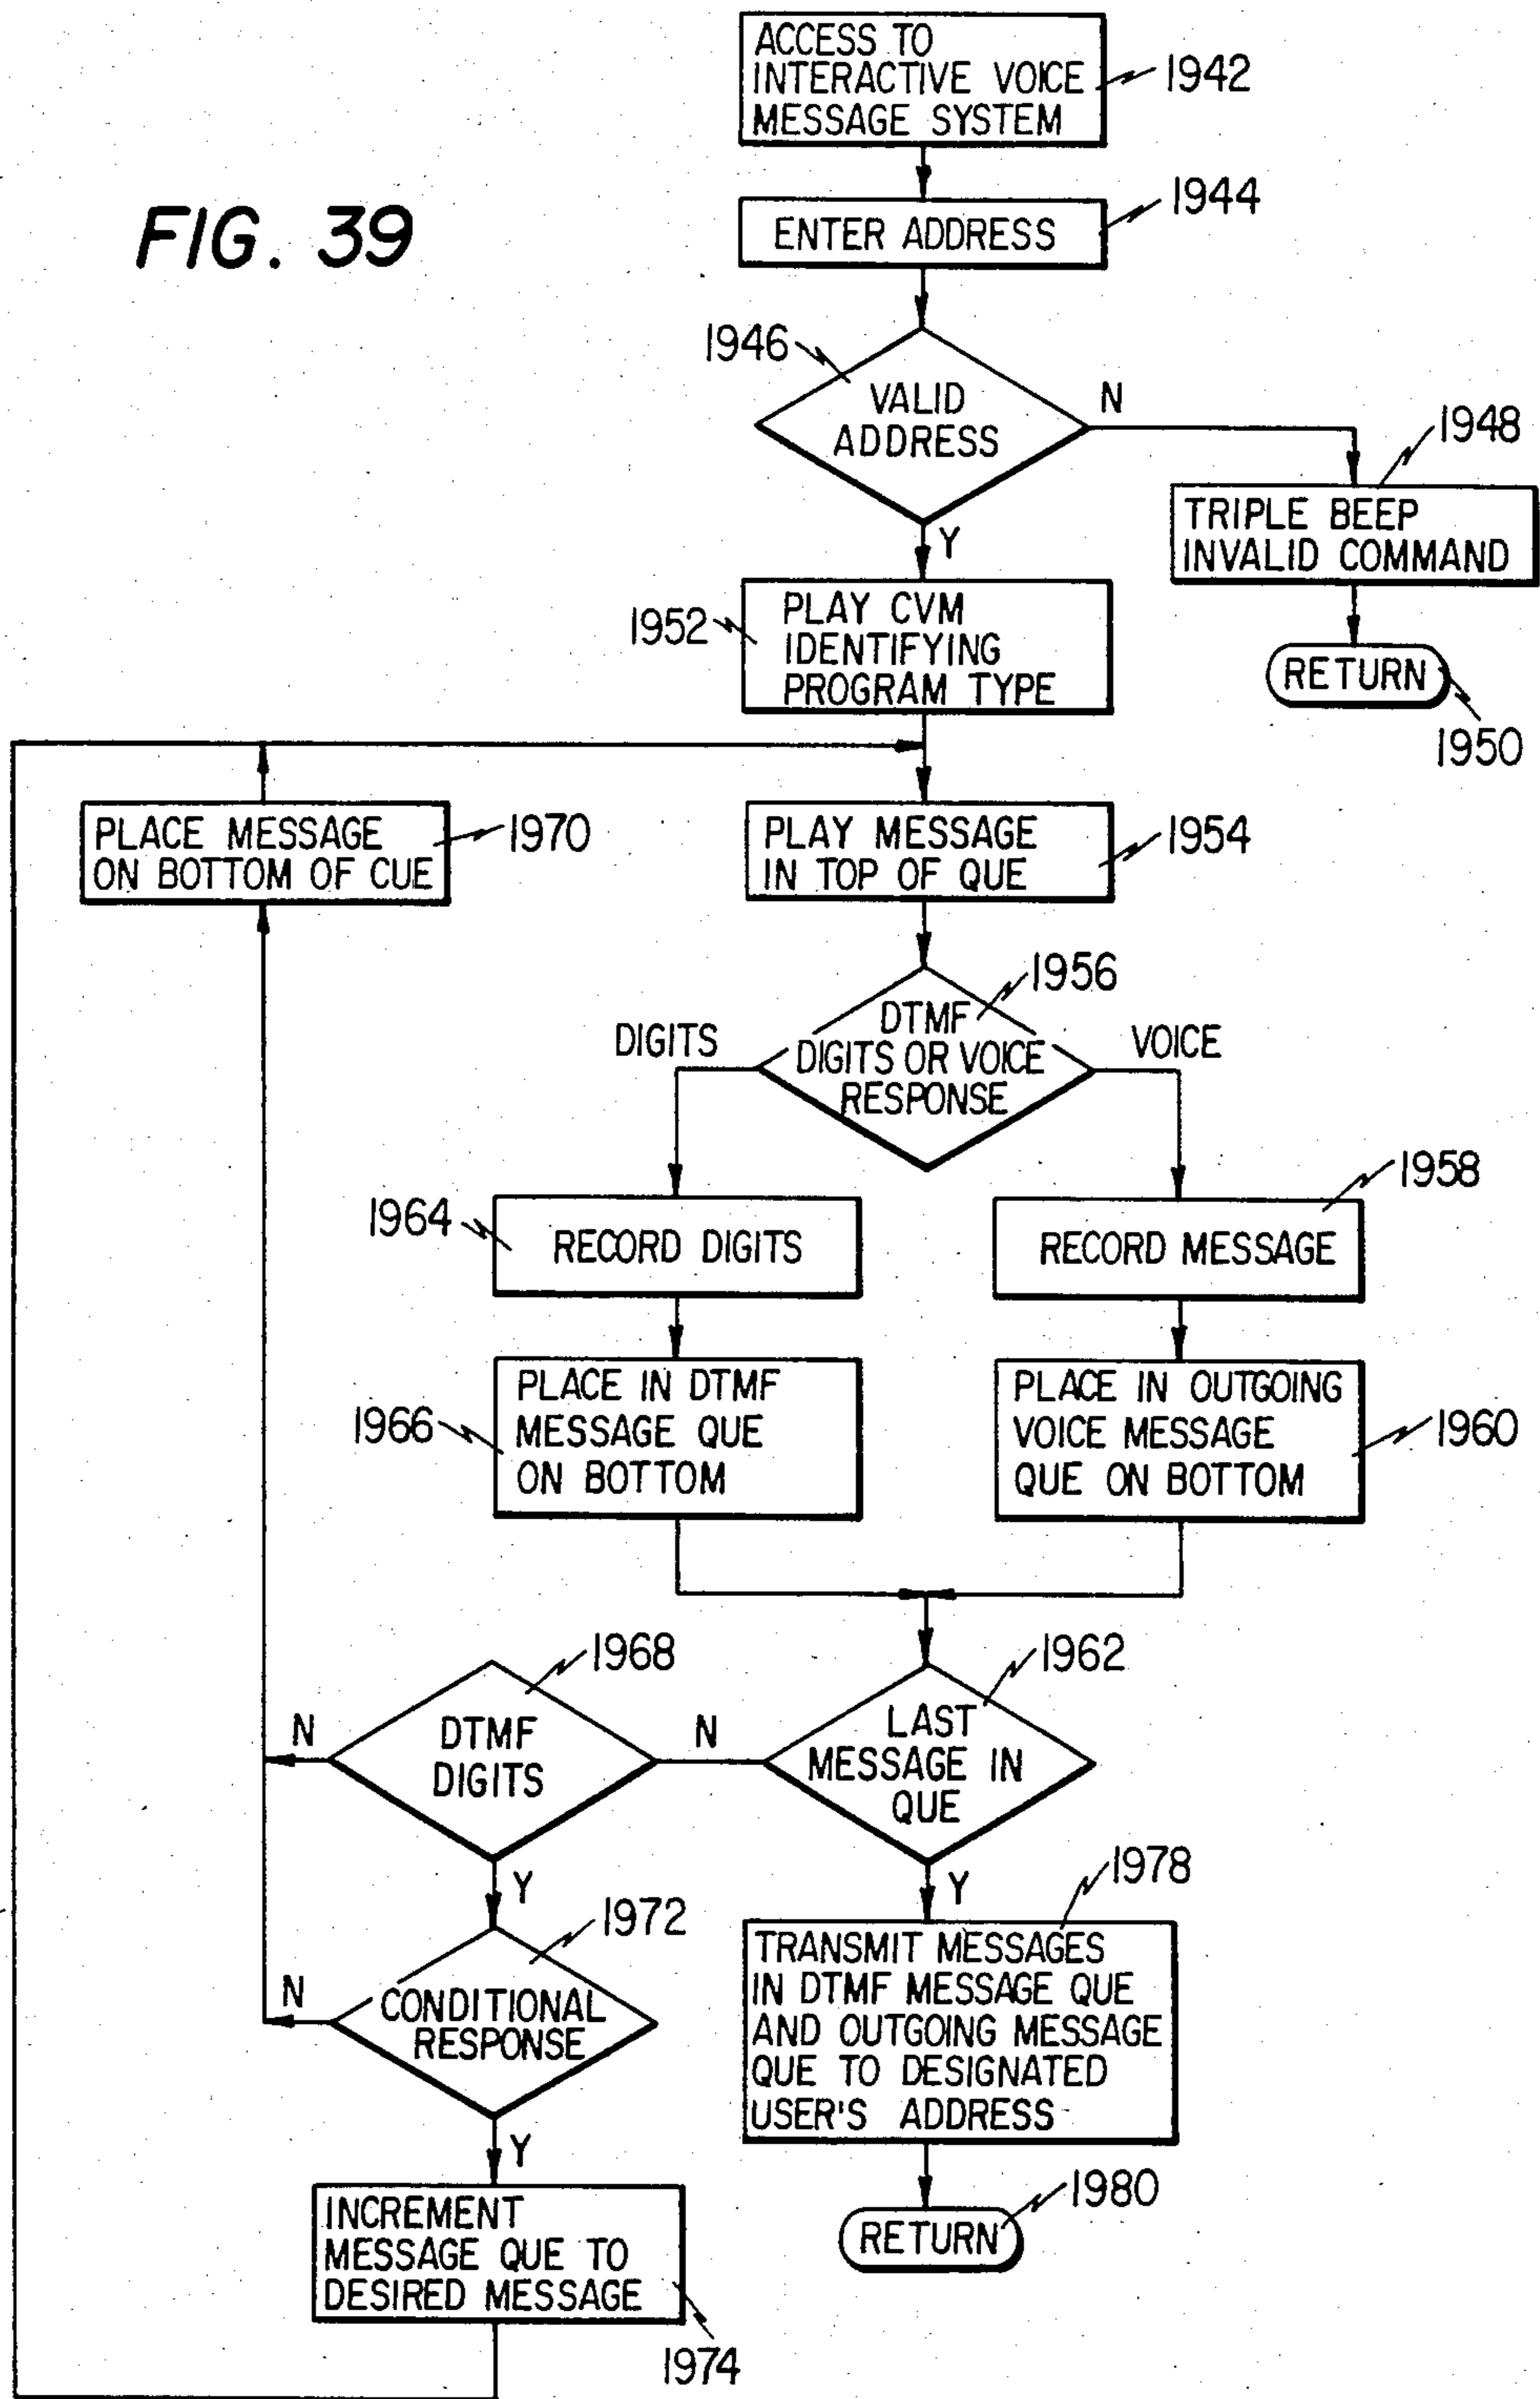 FIG. 39
ACCESS TO
INTERACTIVE VOICE
MESSAGE SYSTEM
1942
ENTER ADDRESS
1944
1946
VALID
ADDRESS
N
Y
1948
TRIPLE BEEP
INVALID COMMAND
RETURN
1950
1952
PLAY CVM
IDENTIFYING
PROGRAM TYPE
PLACE MESSAGE
ON BOTTOM OF CUE
1970
PLAY MESSAGE
IN TOP OF QUE
1954
1956
DTMF
DIGITS OR VOICE
RESPONSE
DIGITS
VOICE
1964
RECORD DIGITS
1958
RECORD MESSAGE
1966
PLACE IN DTMF
MESSAGE QUE
ON BOTTOM
PLACE IN OUTGOING
VOICE MESSAGE
QUE ON BOTTOM
1960
1968
DTMF
DIGITS
N
N
Y
1962
LAST
MESSAGE IN
QUE
Y
1972
CONDITIONAL
RESPONSE
N
Y
1978
TRANSMIT MESSAGES
IN DTMF MESSAGE QUE
AND OUTGOING MESSAGE
QUE TO DESIGNATED
USER'S ADDRESS
INCREMENT
MESSAGE QUE TO
DESIRED MESSAGE
1974
RETURN
1980